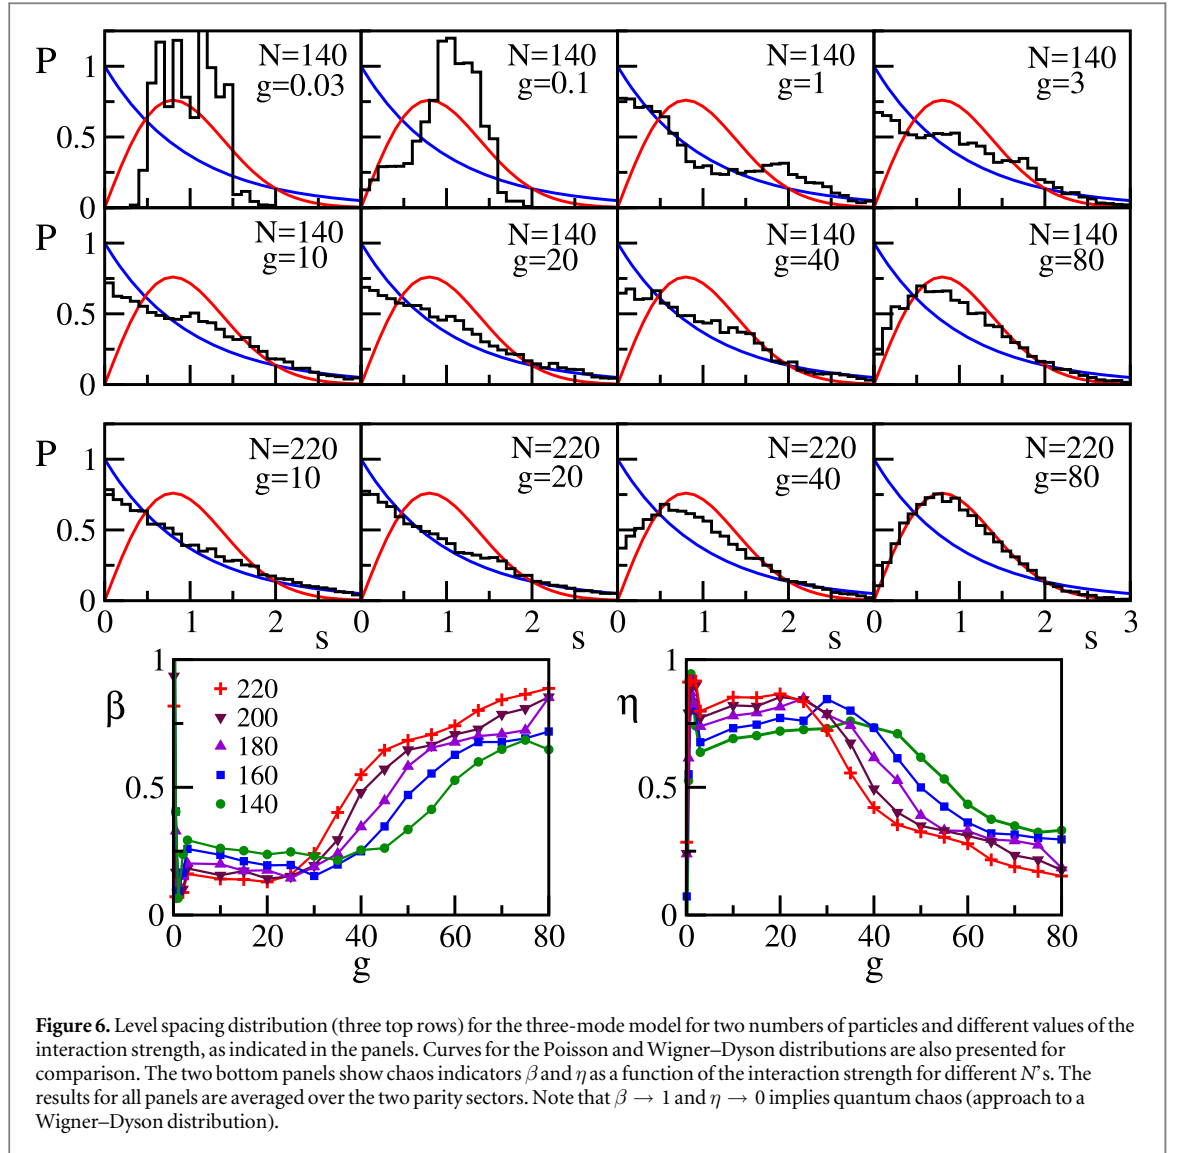 P
1
0.5
0
N=140
g=0.03
N=140
g=0.1
N=140
g=1
N=140
g=3
P
1
0.5
0
N=140
g=10
N=140
g=20
N=140
g=40
N=140
g=80
P
1
0.5
0
N=220
g=10
N=220
g=20
N=220
g=40
N=220
g=80
0 1 2 s 0 1 2 s 0 1 2 s 0 1 2 3
β
1
0.5
0
220
200
180
160
140
0 20 40 60 80
g
η
1
0.5
0
0 20 40 60 80
g
Figure 6. Level spacing distribution (three top rows) for the three-mode model for two numbers of particles and different values of the
interaction strength, as indicated in the panels. Curves for the Poisson and Wigner–Dyson distributions are also presented for
comparison. The two bottom panels show chaos indicators β and η as a function of the interaction strength for different N's. The
results for all panels are averaged over the two parity sectors. Note that β → 1 and η → 0 implies quantum chaos (approach to a
Wigner–Dyson distribution).